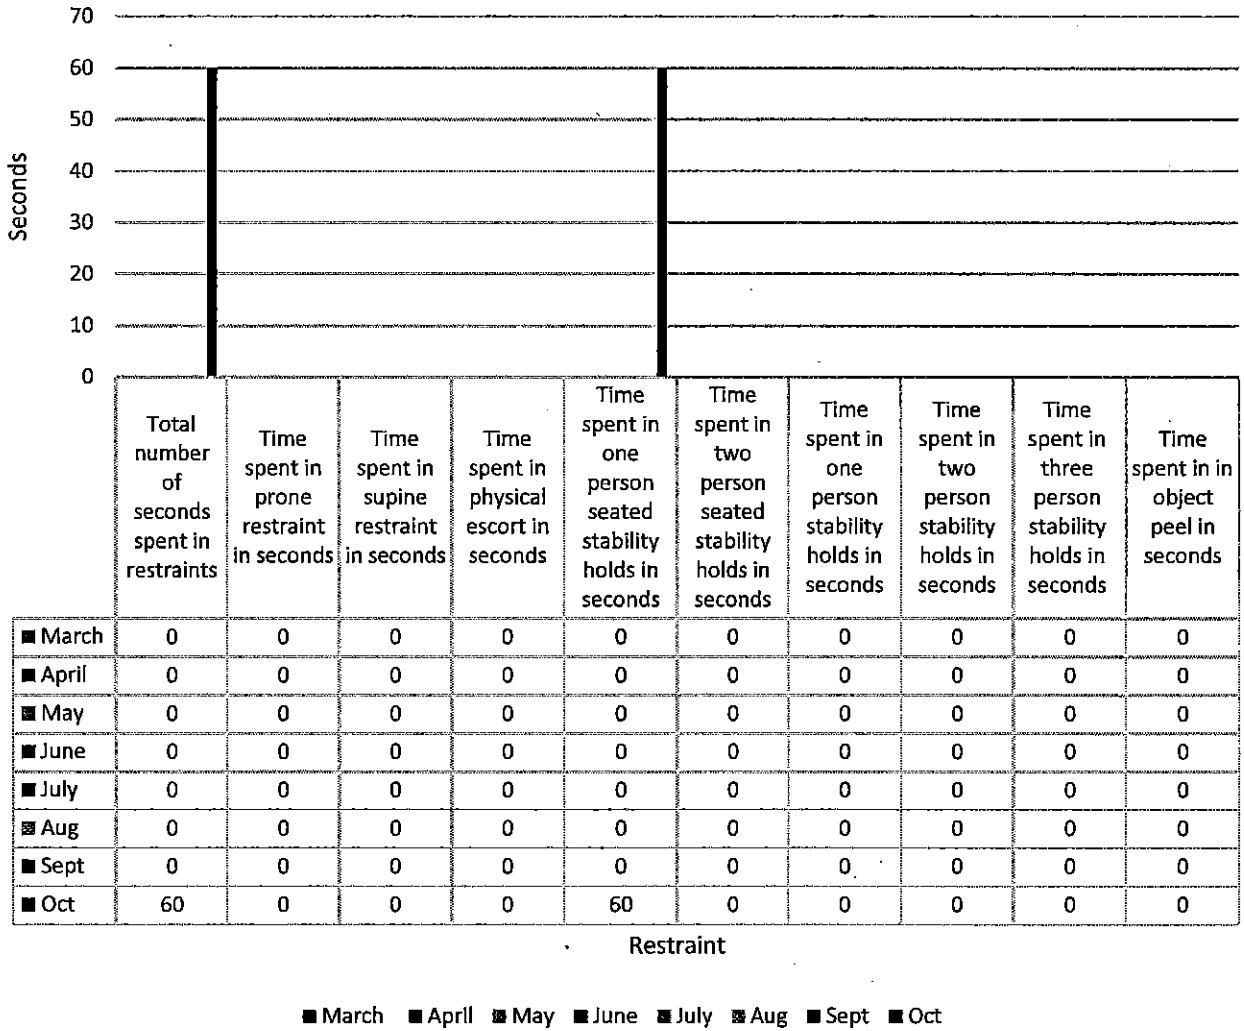 70
60
50
40
30
20
10
0
Seconds
Total number of seconds spent in restraints
Time spent in prone restraint in seconds
Time spent in supine restraint in seconds
Time spent in physical escort in seconds
Time spent in one person seated stability holds in seconds
Time spent in two person seated stability holds in seconds
Time spent in one person stability holds in seconds
Time spent in two person stability holds in seconds
Time spent in three person stability holds in seconds
Time spent in in object peel in seconds
March 0 0 0 0 0 0 0 0 0 0
April 0 0 0 0 0 0 0 0 0 0
May 0 0 0 0 0 0 0 0 0 0
June 0 0 0 0 0 0 0 0 0 0
July 0 0 0 0 0 0 0 0 0 0
Aug 0 0 0 0 0 0 0 0 0 0
Sept 0 0 0 0 0 0 0 0 0 0
Oct 60 0 0 0 60 0 0 0 0 0
Restraint
March April May June July Aug Sept Oct